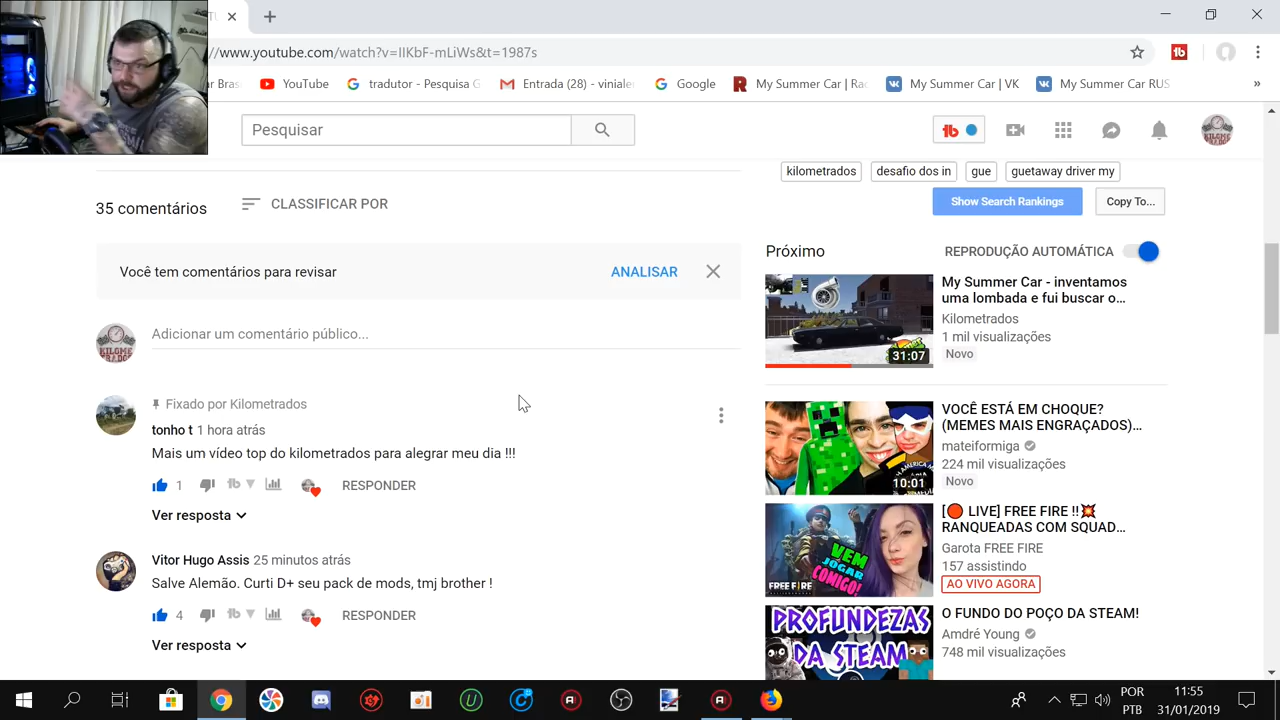 //www.youtube.com/watch?v=IIKbF-mLiWs&t=1987s
ar Bras
YouTube
tradutor - Pesquisa G
Entrada (28) - viniale
Google
My Summer Car | Ra
My Summer Car | VK
My Summer Car RUS
»
Pesquisar
kilometrados
desafio dos in
gue
guetaway driver my
Show Search Rankings
Copy To...
35 comentários
CLASSIFICAR POR
Você tem comentários para revisar
ANALISAR
Adicionar um comentário público...
Fixado por Kilometrados
tonho t 1 hora atrás
Mais um vídeo top do kilometrados para alegrar meu dia !!!
1
RESPONDER
Ver resposta
Vitor Hugo Assis 25 minutos atrás
Salve Alemão. Curti D+ seu pack de mods, tmj brother !
4
RESPONDER
Ver resposta
Próximo
REPRODUÇÃO AUTOMÁTICA
31:07
My Summer Car - inventamos
uma lombada e fui buscar o...
Kilometrados
1 mil visualizações
Novo
10:01
VOCÊ ESTÁ EM CHOQUE?
(MEMES MAIS ENGRAÇADOS)...
mateiformiga
224 mil visualizações
Novo
VEM
JOGAR
COMIGO!
FREE FIRE
[🔴 LIVE] FREE FIRE !!💥
RANQUEADAS COM SQUAD...
Garota FREE FIRE
157 assistindo
AO VIVO AGORA
PROFUNDEZAS
DA STEAM
O FUNDO DO POÇO DA STEAM!
Amdré Young
748 mil visualizações
POR
PTB
11:55
31/01/2019